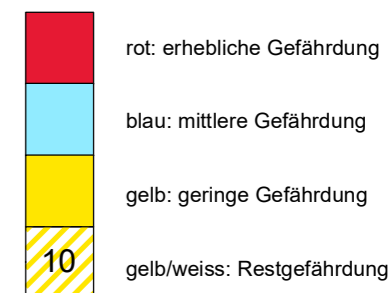 rot: erhebliche Gefährdung
blau: mittlere Gefährdung
gelb: geringe Gefährdung
10
gelb/weiss: Restgefährdung